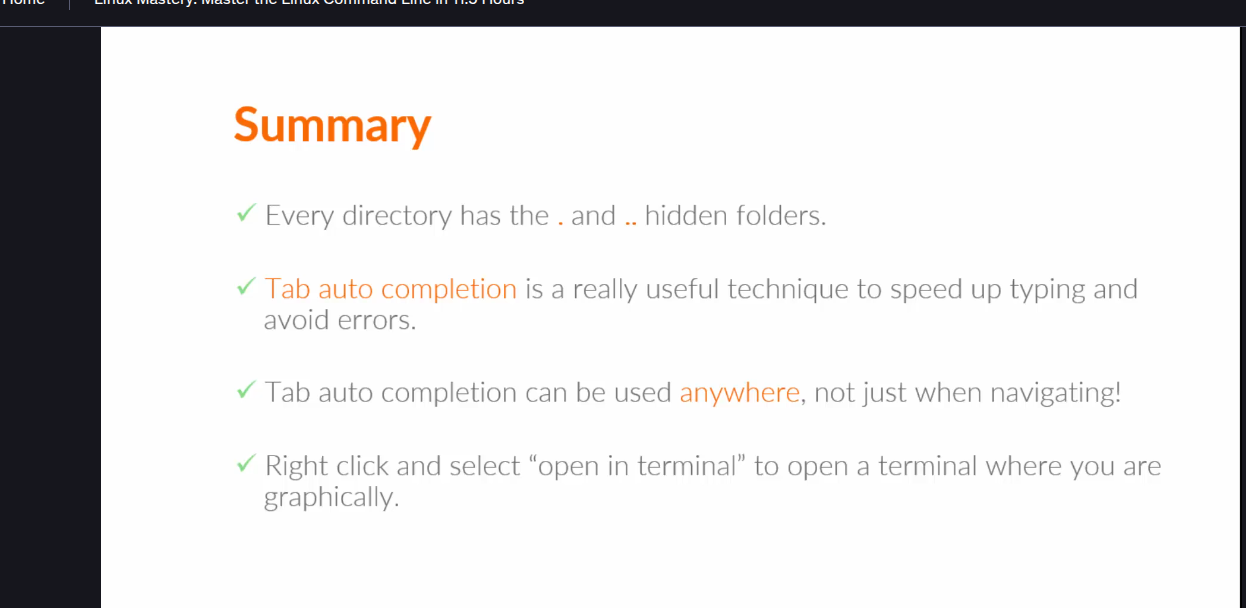 Home
Linux Mastery: Master the Linux Command Line in 11.5 Hours
Summary
✓ Every directory has the . and .. hidden folders.
✓ Tab auto completion is a really useful technique to speed up typing and
avoid errors.
✓ Tab auto completion can be used anywhere, not just when navigating!
✓ Right click and select “open in terminal” to open a terminal where you are
graphically.